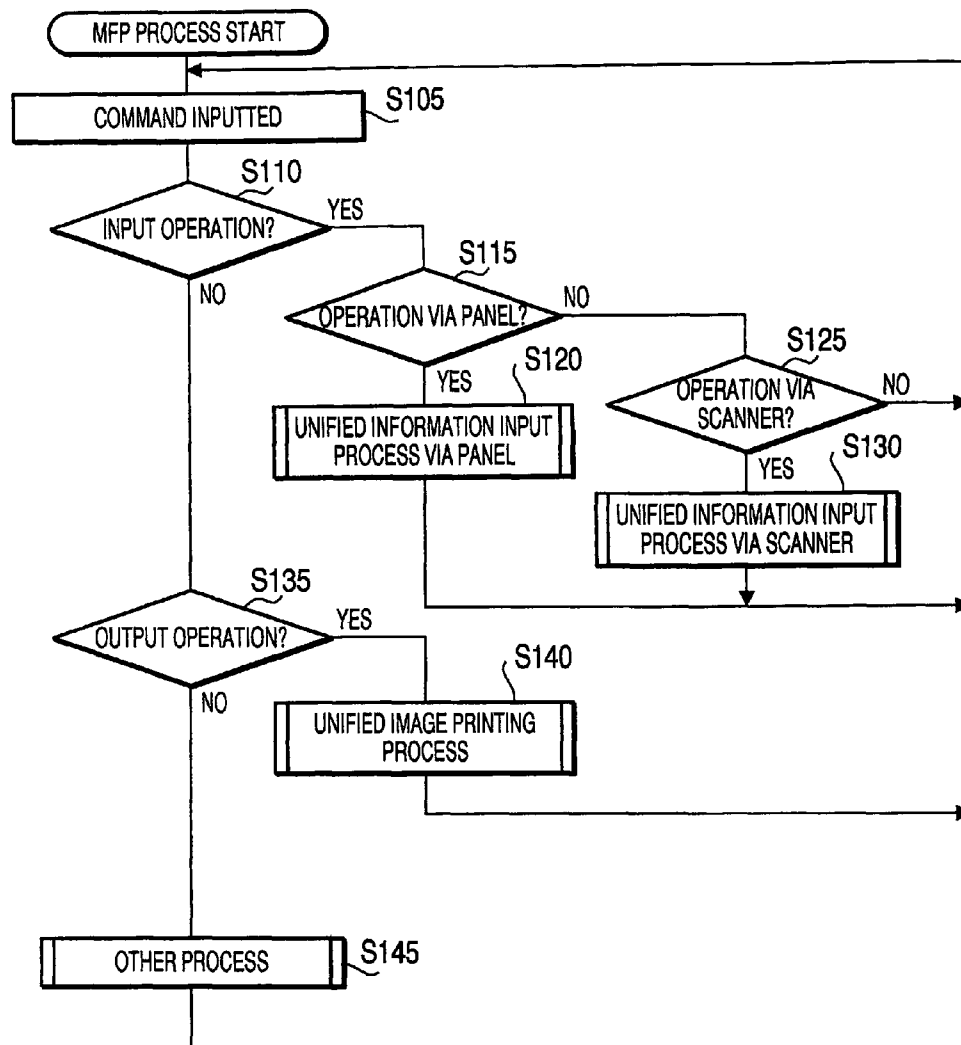 MFP PROCESS START
COMMAND INPUTTED
S105
S110
INPUT OPERATION?
YES
NO
S115
OPERATION VIA PANEL?
NO
YES
S120
UNIFIED INFORMATION INPUT
PROCESS VIA PANEL
S125
OPERATION VIA
SCANNER?
NO
YES
S130
UNIFIED INFORMATION INPUT
PROCESS VIA SCANNER
S135
OUTPUT OPERATION?
YES
NO
S140
UNIFIED IMAGE PRINTING
PROCESS
OTHER PROCESS
S145